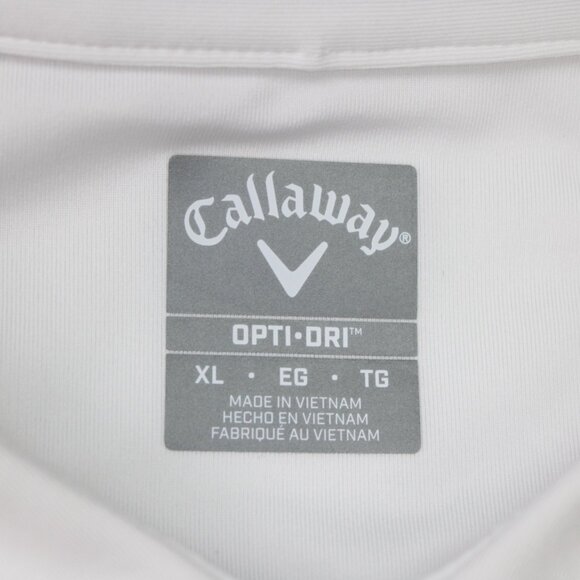 Callaway®
OPTI•DRI™
XL • EG • TG
MADE IN VIETNAM
HECHO EN VIETNAM
FABRIQUÉ AU VIETNAM